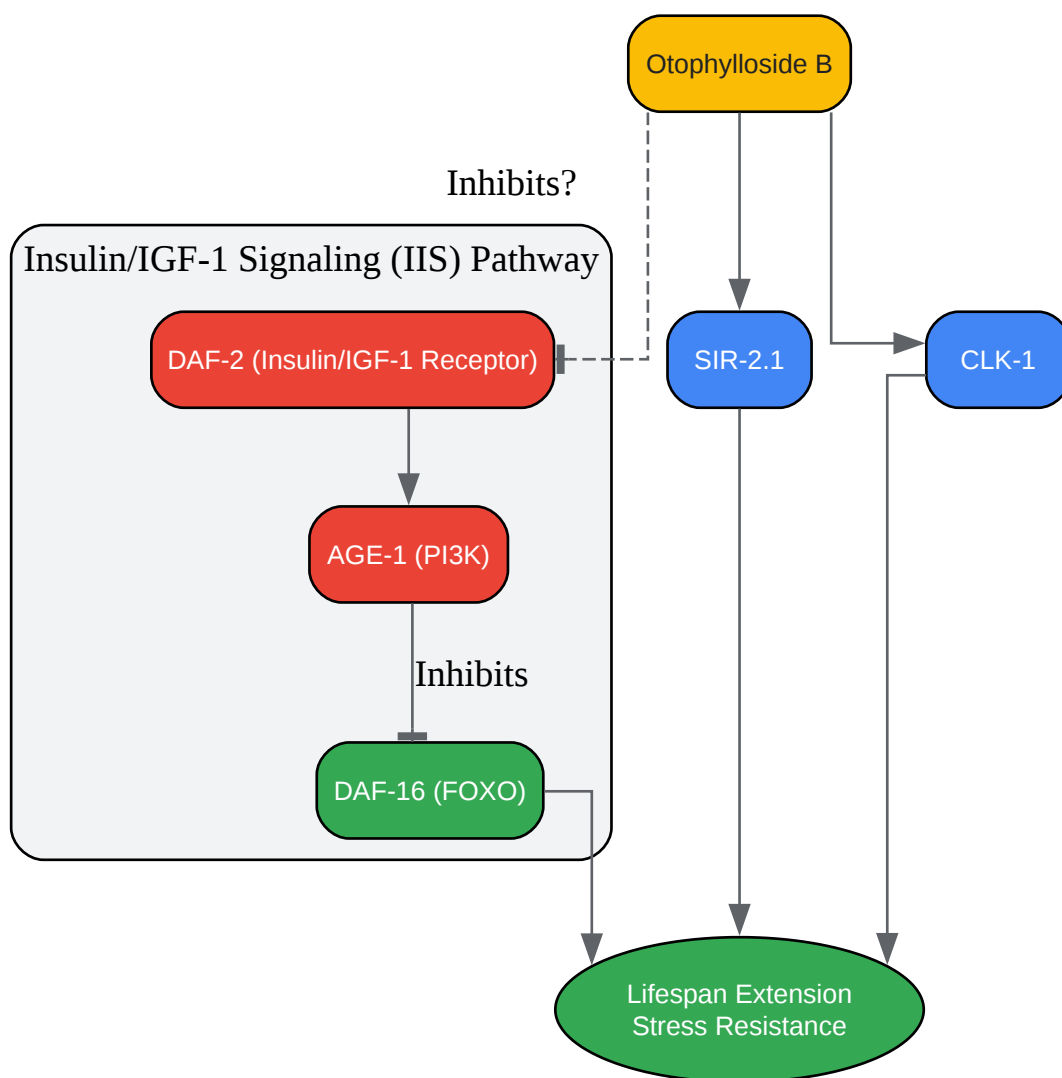 Otophylloside B
Inhibits?
Insulin/IGF-1 Signaling (IIS) Pathway
DAF-2 (Insulin/IGF-1 Receptor)
SIR-2.1
CLK-1
AGE-1 (PI3K)
Inhibits
DAF-16 (FOXO)
Lifespan Extension
Stress Resistance